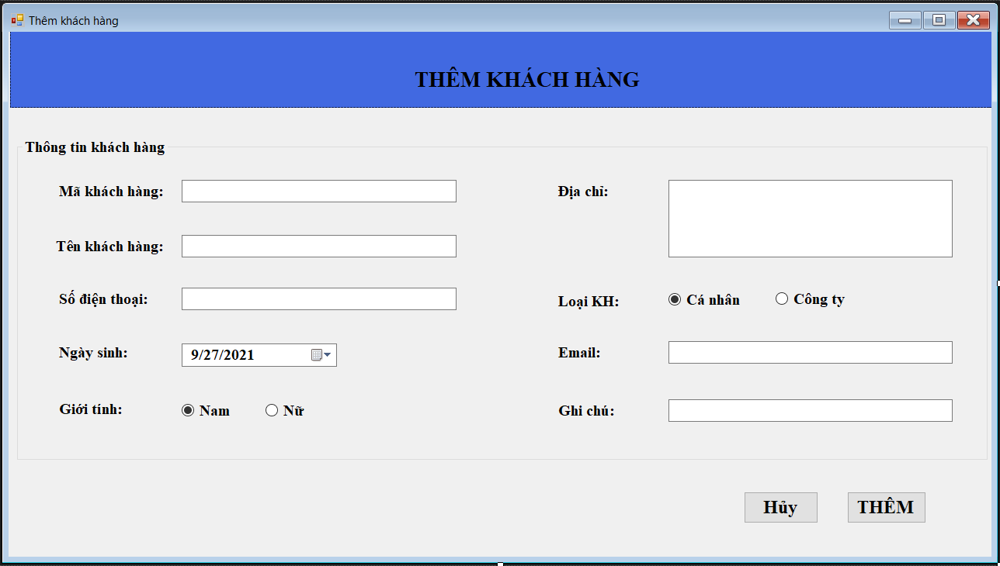 Thêm khách hàng
THÊM KHÁCH HÀNG
Thông tin khách hàng
Mã khách hàng:
Địa chỉ:
Tên khách hàng:
Số điện thoại:
Loại KH: Cá nhân Công ty
Ngày sinh: 9/27/2021
Email:
Giới tính: Nam Nữ
Ghi chú:
Hủy THÊM